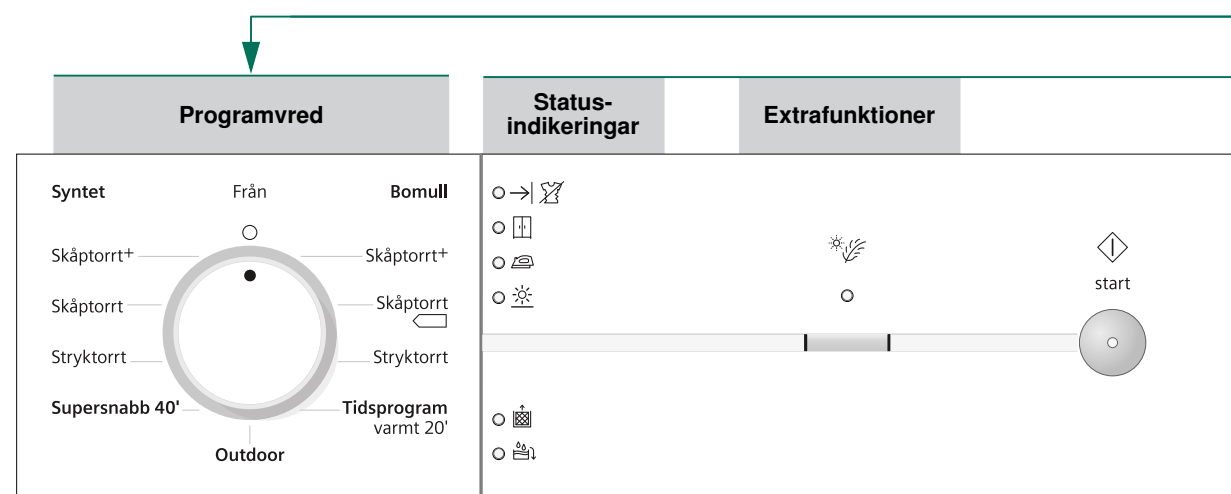 Programvred
Status-
indikeringar
Extrafunktioner
Syntet
Från
Bomull
Skåptorrt+
Skåptorrt+
Skåptorrt
Skåptorrt
Stryktorrt
Stryktorrt
Supersnabb 40'
Tidsprogram
varmt 20'
Outdoor
start